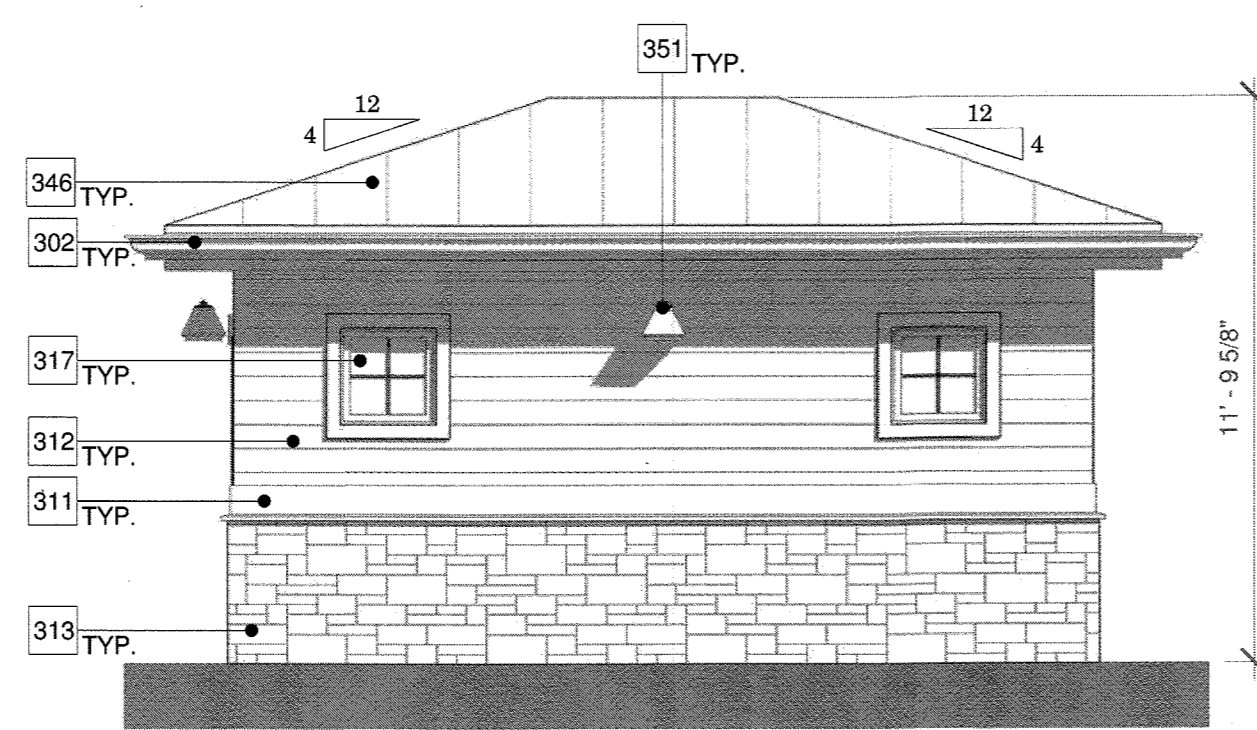 351 TYP.
12
4
12
4
346 TYP.
302 TYP.
317 TYP.
312 TYP.
311 TYP.
313 TYP.
11' - 9 5/8"